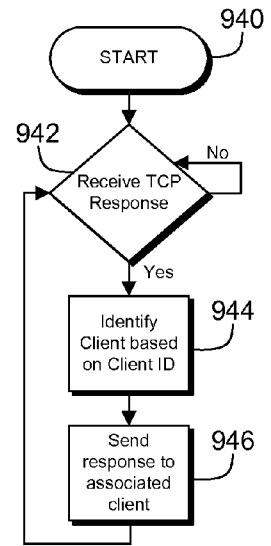 START
940
942
Receive TCP
Response
No
Yes
Identify
Client based
on Client ID
944
Send
response to
associated
client
946